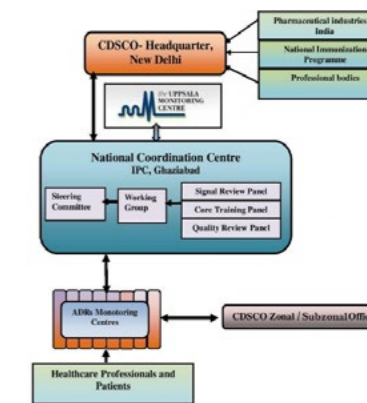 Pharmaceutical industries
India
CDSCO- Headquarter,
New Delhi
National Immunization
Programme
Professional bodies
the UPPSALA
MONITORING
CENTRE
National Coordination Centre
IPC, Ghaziabad
Steering
Committee
Working
Group
Signal Review Panel
Core Training Panel
Quality Review Panel
ADRs Monotoring
Centres
CDSCO Zonal / Subzonal Offic
Healthcare Professionals and
Patients